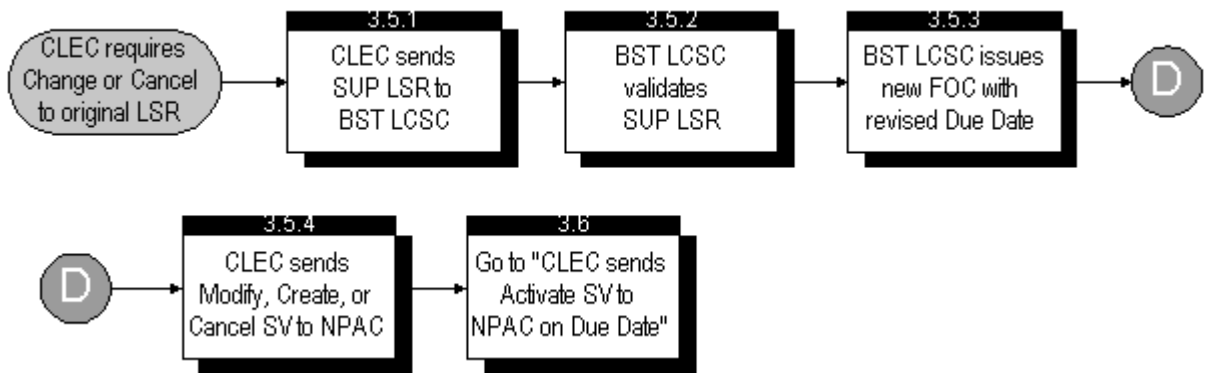 CLEC requires
Change or Cancel
to original LSR
3.5.1
CLEC sends
SUP LSR to
BST LCSC
3.5.2
BST LCSC
validates
SUP LSR
3.5.3
BST LCSC issues
new FOC with
revised Due Date
D
D
3.5.4
CLEC sends
Modify, Create, or
Cancel SV to NPAC
3.6
Go to "CLEC sends
Activate SV to
NPAC on Due Date"